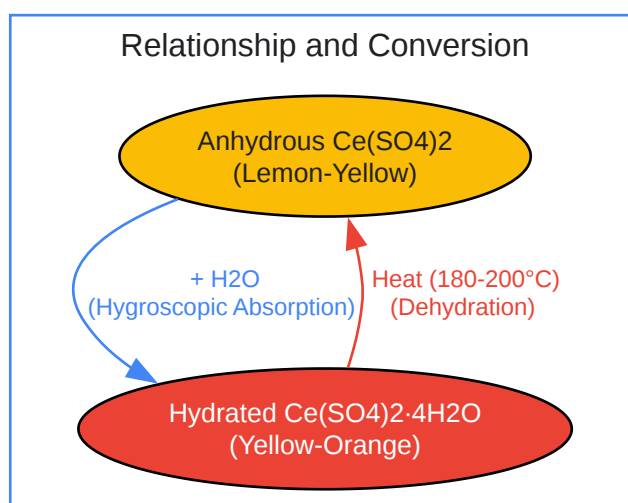 Relationship and Conversion
Anhydrous Ce(SO4)2
(Lemon-Yellow)
+ H2O
(Hygroscopic Absorption)
Heat (180-200°C)
(Dehydration)
Hydrated Ce(SO4)2·4H2O
(Yellow-Orange)